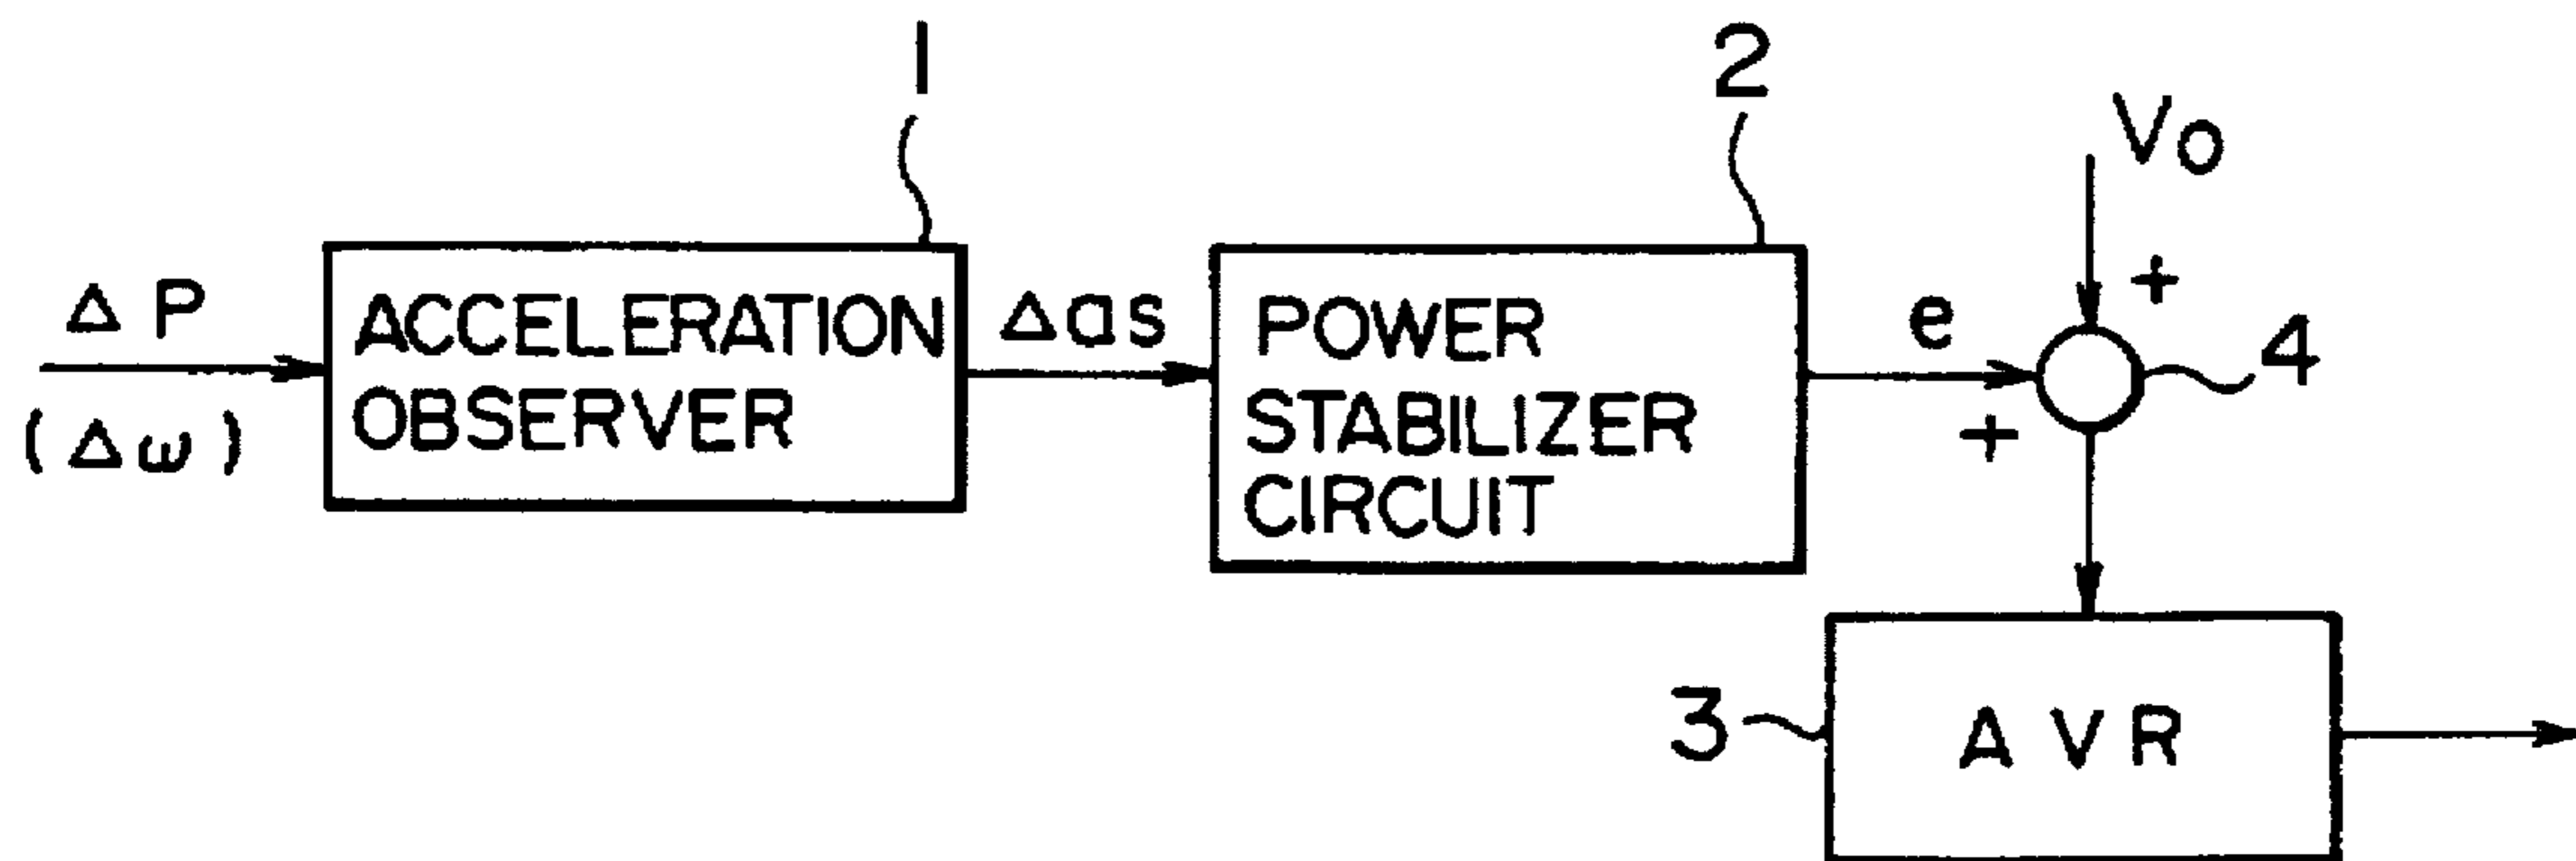 1
2
Vo
ΔP
(Δω)
ACCELERATION
OBSERVER
Δas
POWER
STABILIZER
CIRCUIT
e
+
+
4
3
AVR